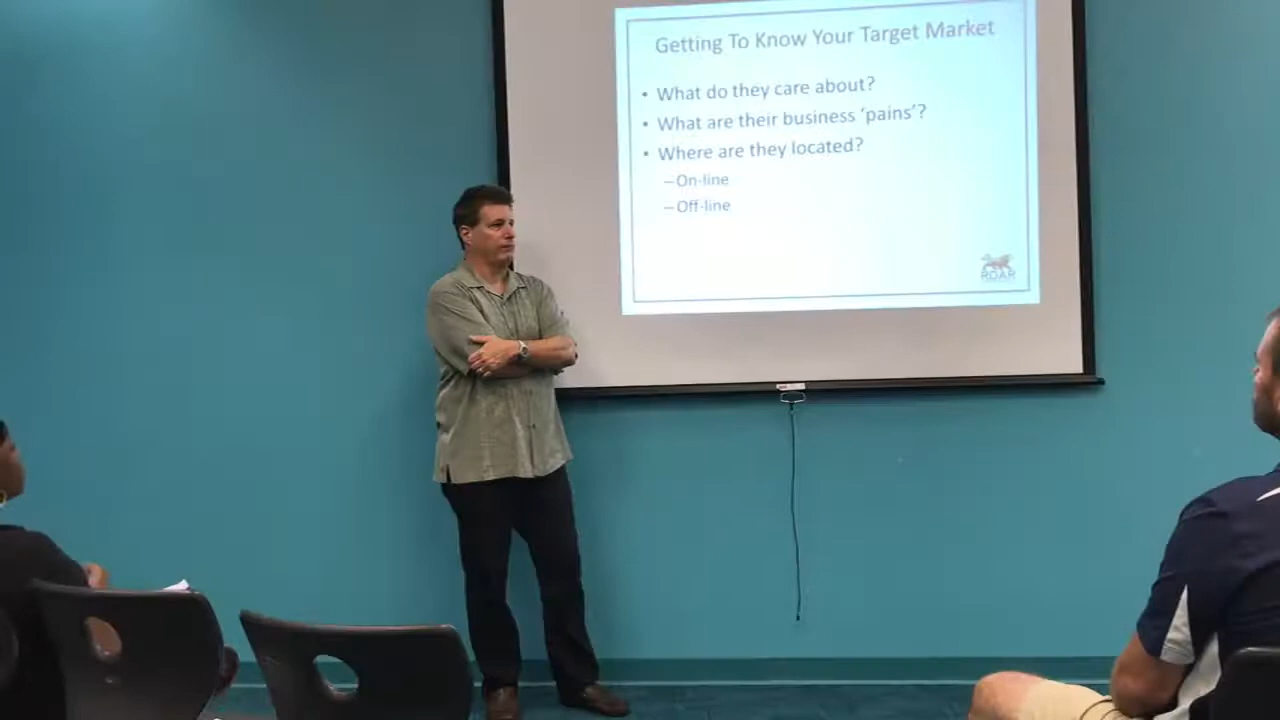 Getting To Know Your Target Market
• What do they care about?
• What are their business ‘pains’?
• Where are they located?
–On-line
–Off-line
ROAR